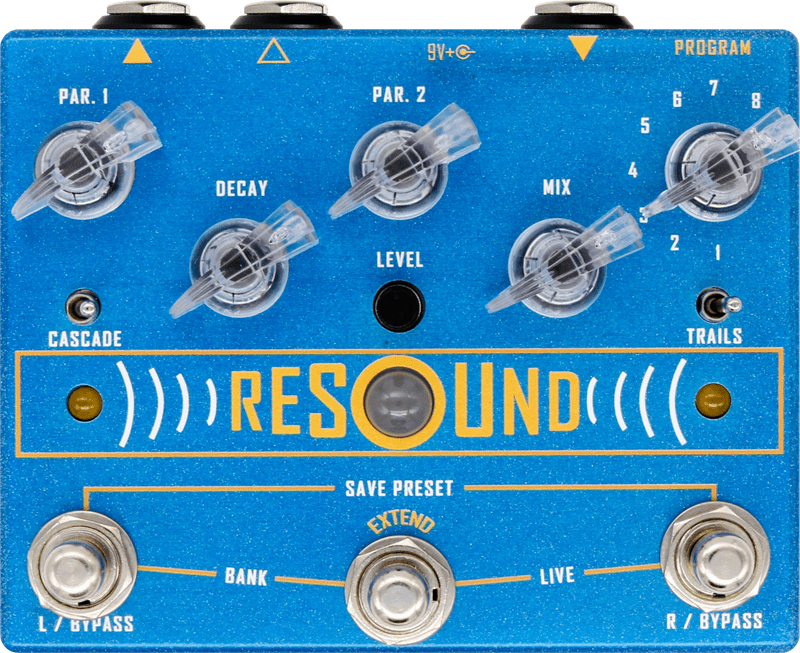 9V+
PROGRAM
PAR. 1
PAR. 2
6 7 8
5
4
3
2
1
DECAY
MIX
LEVEL
CASCADE
TRAILS
RESOUND
SAVE PRESET
EXTEND
BANK
LIVE
L / BYPASS
R / BYPASS